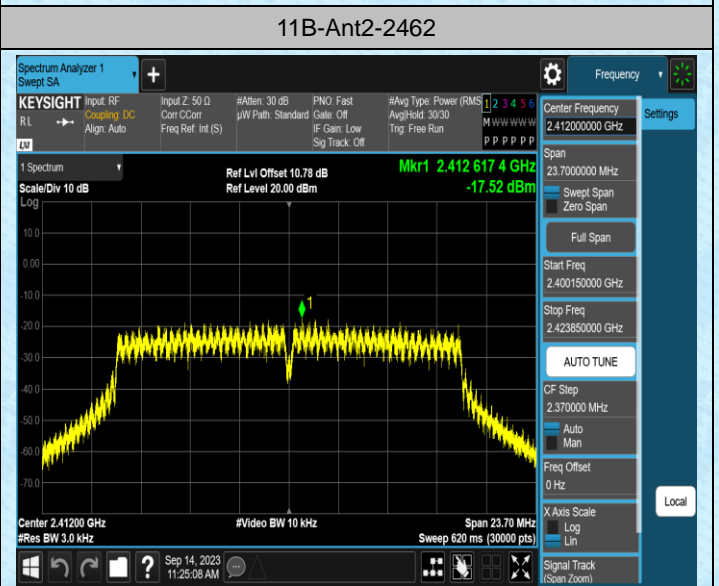 11B-Ant2-2462
Spectrum Analyzer 1
Swept SA
Frequency
KEYSIGHT
RL
Input: RF
Coupling: DC
Align: Auto
Input Z: 50 Ω
Corr CCorr
Freq Ref: Int (S)
#Atten: 30 dB
µW Path: Standard
PNO: Fast
Gate: Off
IF Gain: Low
Sig Track: Off
#Avg Type: Power (RMS
Avg|Hold: 30/30
Trig: Free Run
1 2 3 4 5 6
M W W W W W
P P P P P P
LXI
1 Spectrum
Scale/Div 10 dB
Ref Lvl Offset 10.78 dB
Ref Level 20.00 dBm
Mkr1 2.412 617 4 GHz
-17.52 dBm
Log
10.0
0.00
-10.0
-20.0
-30.0
-40.0
-50.0
-60.0
-70.0
1
Center 2.41200 GHz
#Res BW 3.0 kHz
#Video BW 10 kHz
Span 23.70 MHz
Sweep 620 ms (30000 pts)
Sep 14, 2023
11:25:08 AM
?
Center Frequency
2.412000000 GHz
Span
23.7000000 MHz
Swept Span
Zero Span
Full Span
Start Freq
2.400150000 GHz
Stop Freq
2.423850000 GHz
AUTO TUNE
CF Step
2.370000 MHz
Auto
Man
Freq Offset
0 Hz
X Axis Scale
Log
Lin
Signal Track
(Span Zoom)
Settings
Local